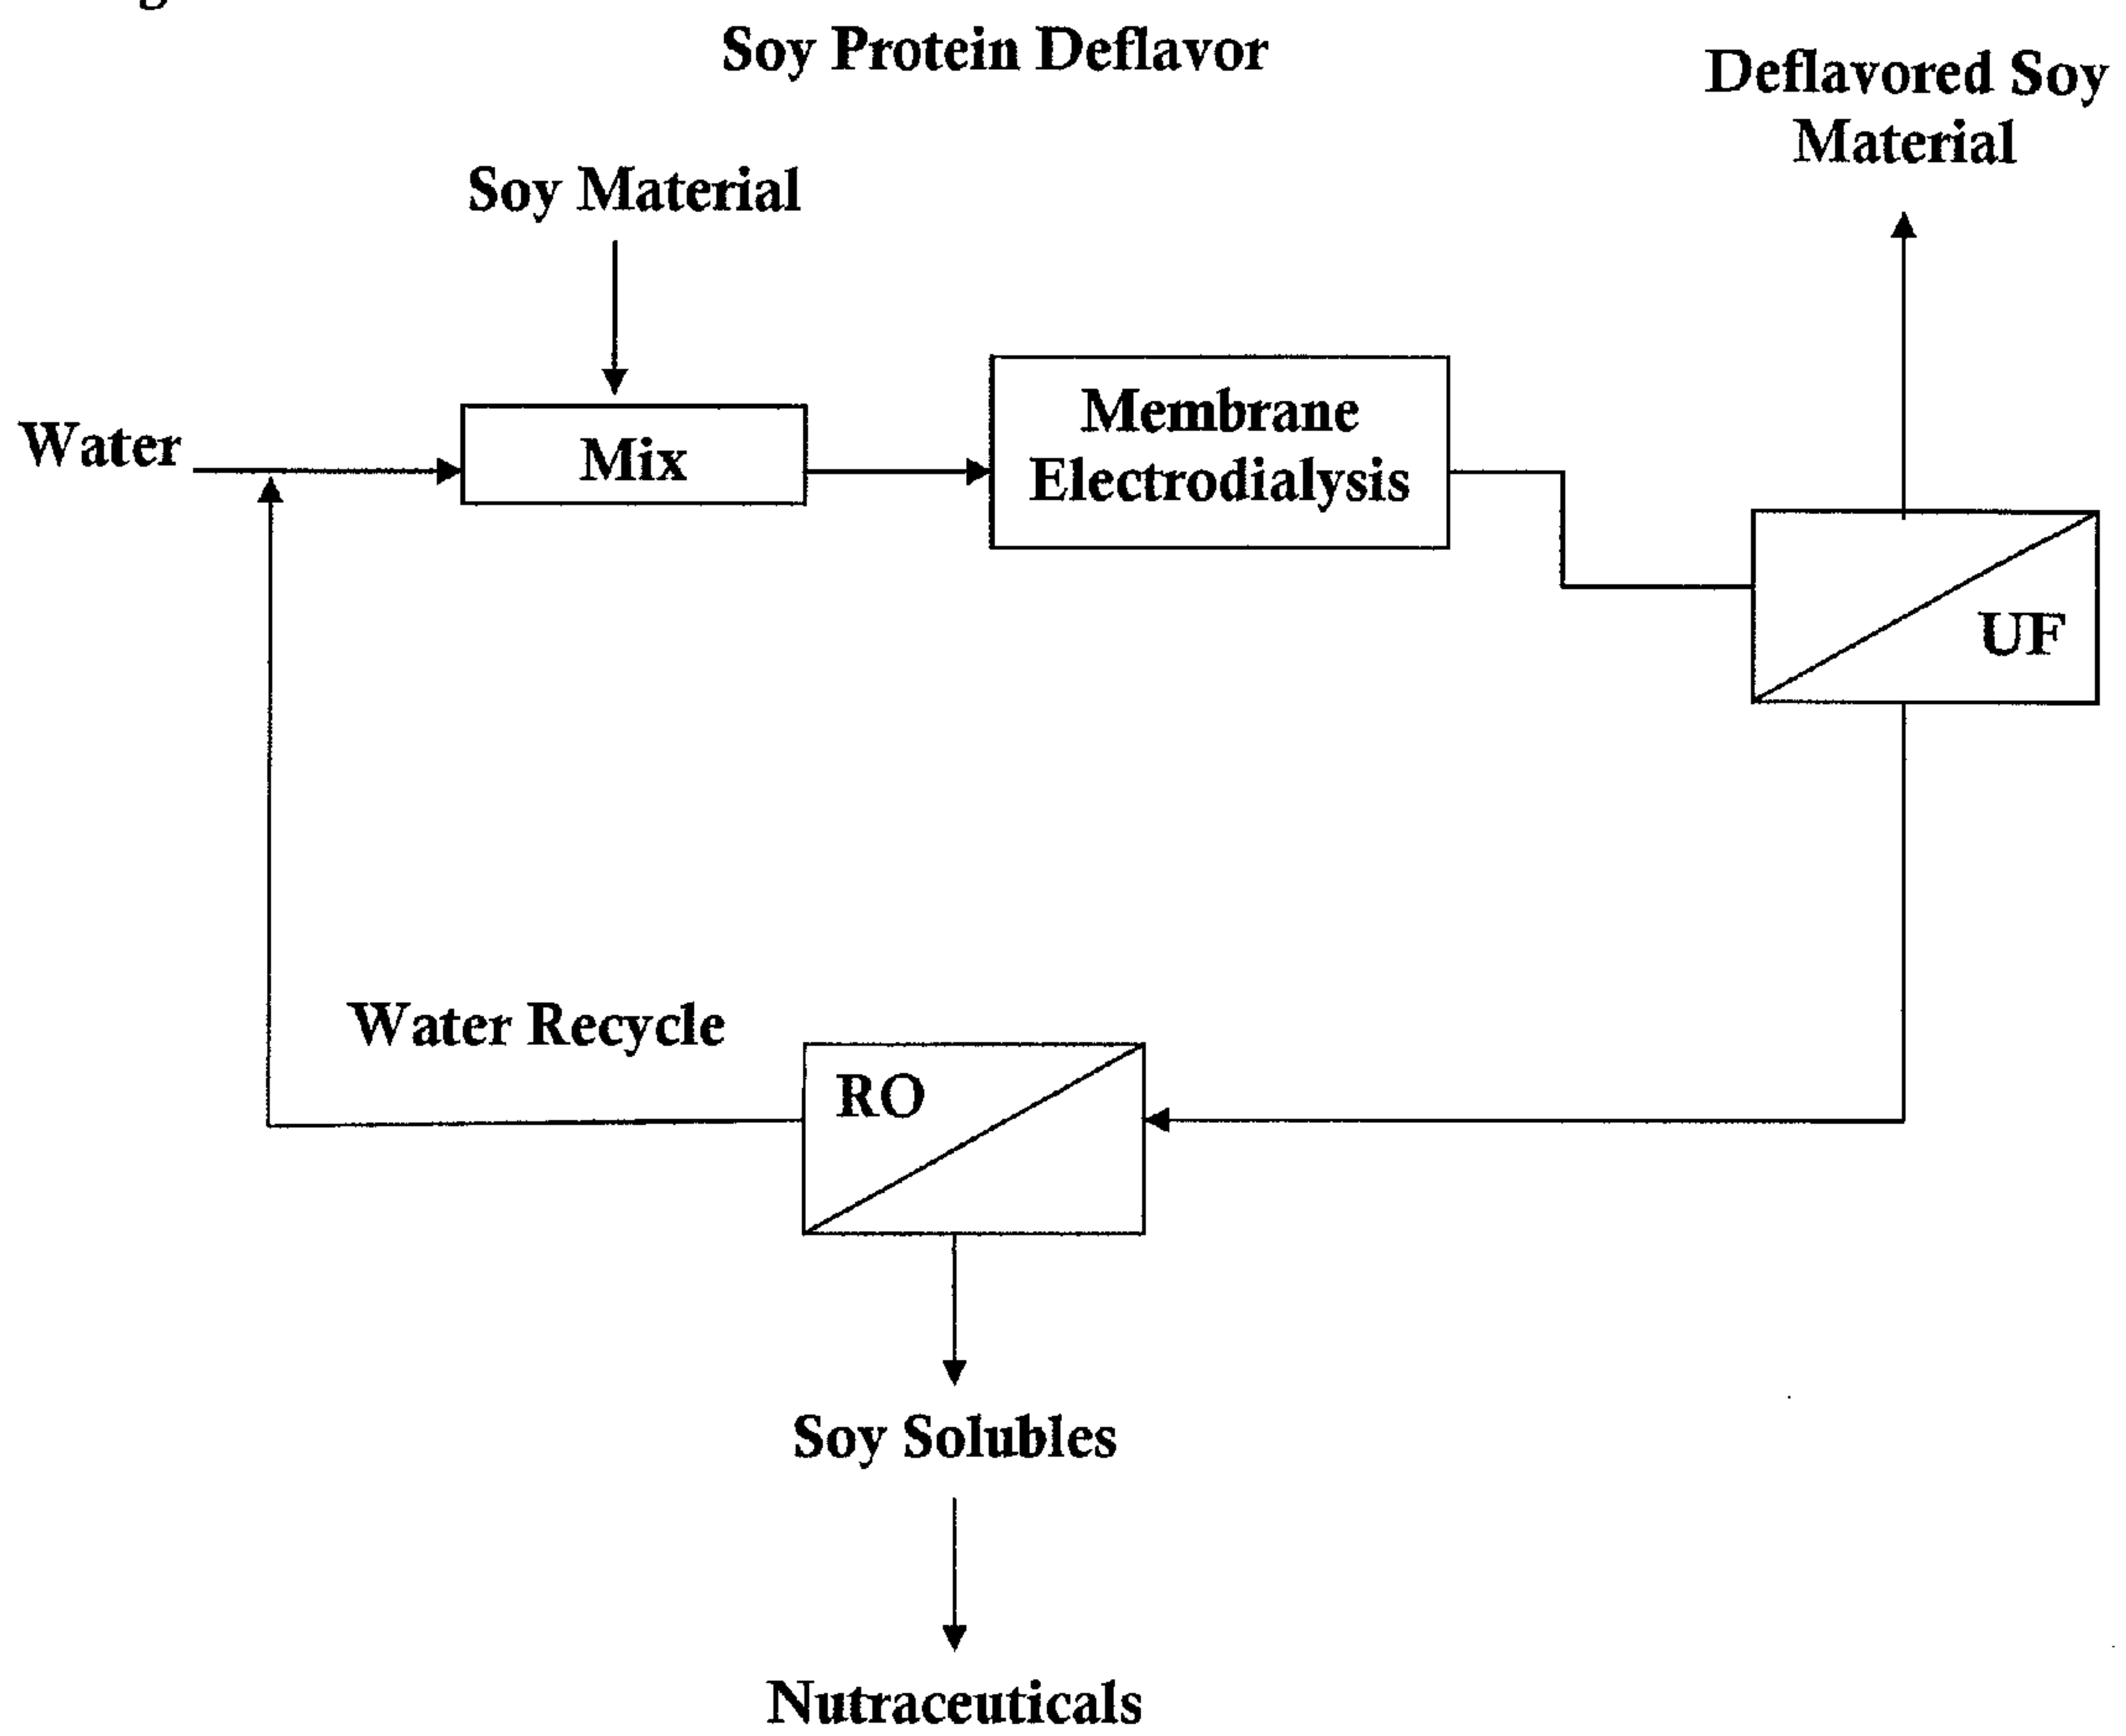 Soy Protein Deflavor
Deflavored Soy
Material
Soy Material
Water
Mix
Membrane
Electrodialysis
UF
Water Recycle
RO
Soy Solubles
Nutraceuticals